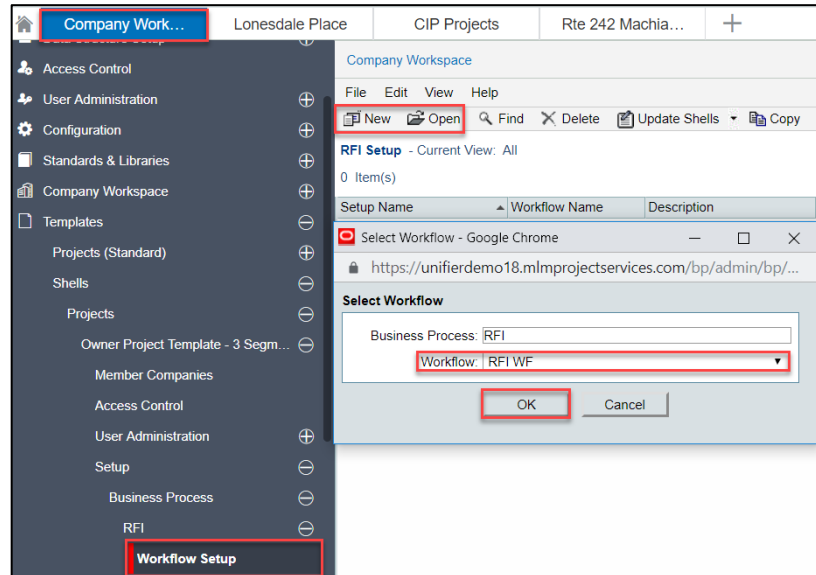 Company Work... Lonesdale Place CIP Projects Rte 242 Machia...
Data Structure Setup
Access Control
User Administration
Configuration
Standards & Libraries
Company Workspace
Templates
Projects (Standard)
Shells
Projects
Owner Project Template - 3 Segm...
Member Companies
Access Control
User Administration
Setup
Business Process
RFI
Workflow Setup
Company Workspace
File Edit View Help
New Open Find Delete Update Shells Copy
RFI Setup - Current View: All
0 Item(s)
Setup Name Workflow Name Description
Select Workflow - Google Chrome
https://unifierdemo18.mlmprojectservices.com/bp/admin/bp/...
Select Workflow
Business Process: RFI
Workflow: RFI WF
OK Cancel